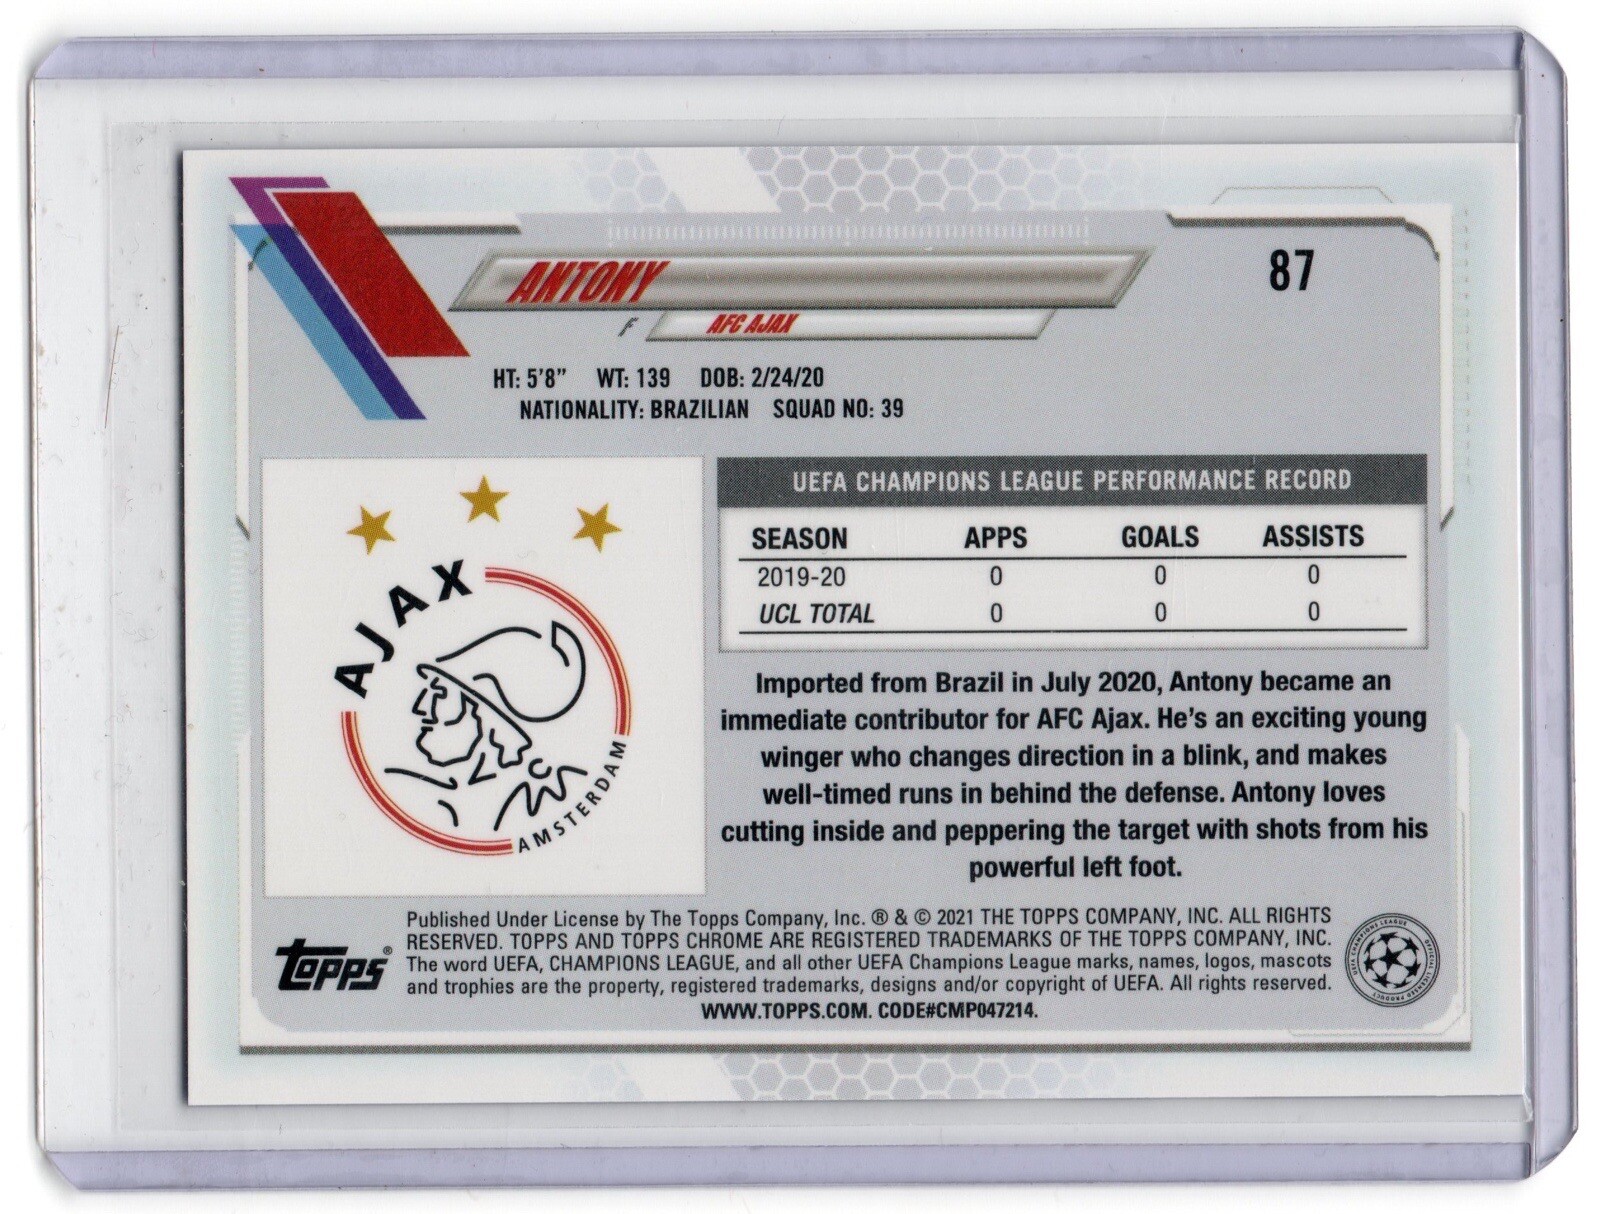 87
ANTONY
F AFC AJAX
HT: 5'8" WT: 139 DOB: 2/24/20
NATIONALITY: BRAZILIAN SQUAD NO: 39
AJAX
AMSTERDAM
UEFA CHAMPIONS LEAGUE PERFORMANCE RECORD
SEASON APPS GOALS ASSISTS
2019-20 0 0 0
UCL TOTAL 0 0 0
Imported from Brazil in July 2020, Antony became an
immediate contributor for AFC Ajax. He's an exciting young
winger who changes direction in a blink, and makes
well-timed runs in behind the defense. Antony loves
cutting inside and peppering the target with shots from his
powerful left foot.
topps®
Published Under License by The Topps Company, Inc. ® & © 2021 THE TOPPS COMPANY, INC. ALL RIGHTS
RESERVED. TOPPS AND TOPPS CHROME ARE REGISTERED TRADEMARKS OF THE TOPPS COMPANY, INC.
The word UEFA, CHAMPIONS LEAGUE, and all other UEFA Champions League marks, names, logos, mascots
and trophies are the property, registered trademarks, designs and/or copyright of UEFA. All rights reserved.
WWW.TOPPS.COM. CODE#CMP047214.
UEFA CHAMPIONS LEAGUE
OFFICIAL LICENSED PRODUCT